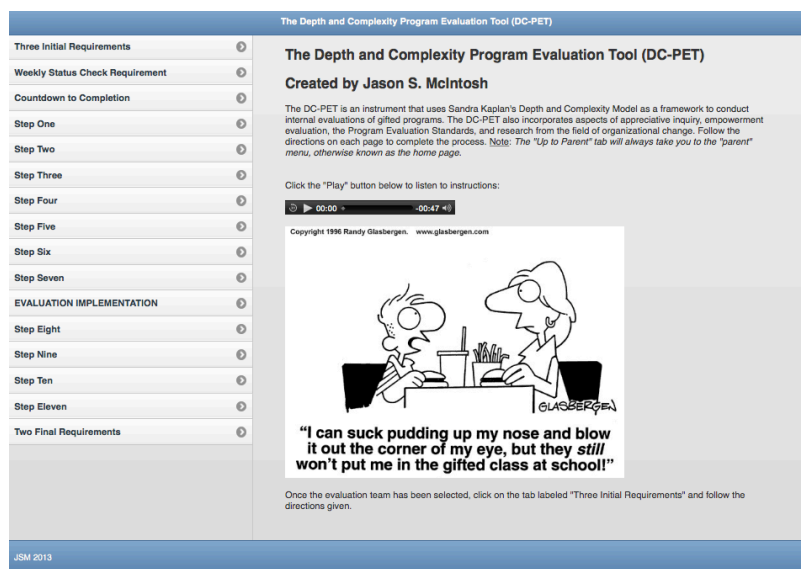 The Depth and Complexity Program Evaluation Tool (DC-PET)
Three Initial Requirements
Weekly Status Check Requirement
Countdown to Completion
Step One
Step Two
Step Three
Step Four
Step Five
Step Six
Step Seven
EVALUATION IMPLEMENTATION
Step Eight
Step Nine
Step Ten
Step Eleven
Two Final Requirements
The Depth and Complexity Program Evaluation Tool (DC-PET)
Created by Jason S. McIntosh
The DC-PET is an instrument that uses Sandra Kaplan's Depth and Complexity Model as a framework to conduct
internal evaluations of gifted programs. The DC-PET also incorporates aspects of appreciative inquiry, empowerment
evaluation, the Program Evaluation Standards, and research from the field of organizational change. Follow the
directions on each page to complete the process. Note: The "Up to Parent" tab will always take you to the "parent"
menu, otherwise known as the home page.
Click the "Play" button below to listen to instructions:
00:00 -00:47
Copyright 1996 Randy Glasbergen. www.glasbergen.com
GLASBERGEN
“I can suck pudding up my nose and blow
it out the corner of my eye, but they still
won’t put me in the gifted class at school!”
Once the evaluation team has been selected, click on the tab labeled "Three Initial Requirements" and follow the
directions given.
JSM 2013